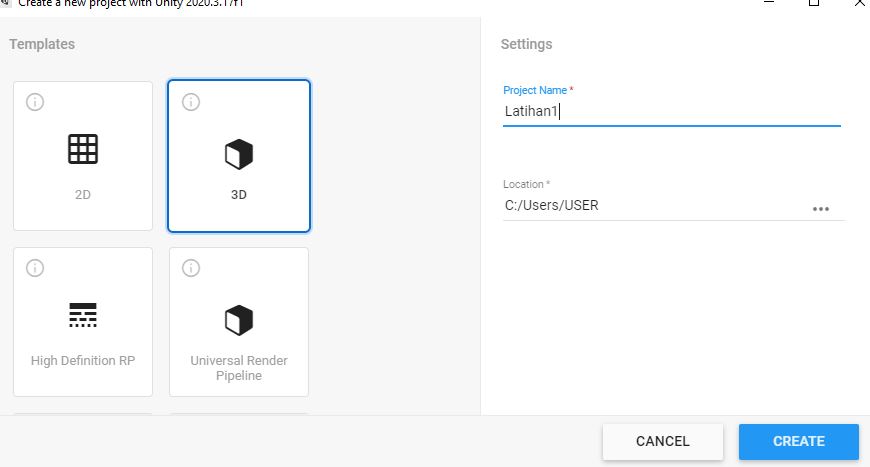 Create a new project with Unity 2020.3.17f1
Templates
2D
3D
High Definition RP
Universal Render
Pipeline
Settings
Project Name *
Latihan1
Location *
C:/Users/USER
CANCEL
CREATE